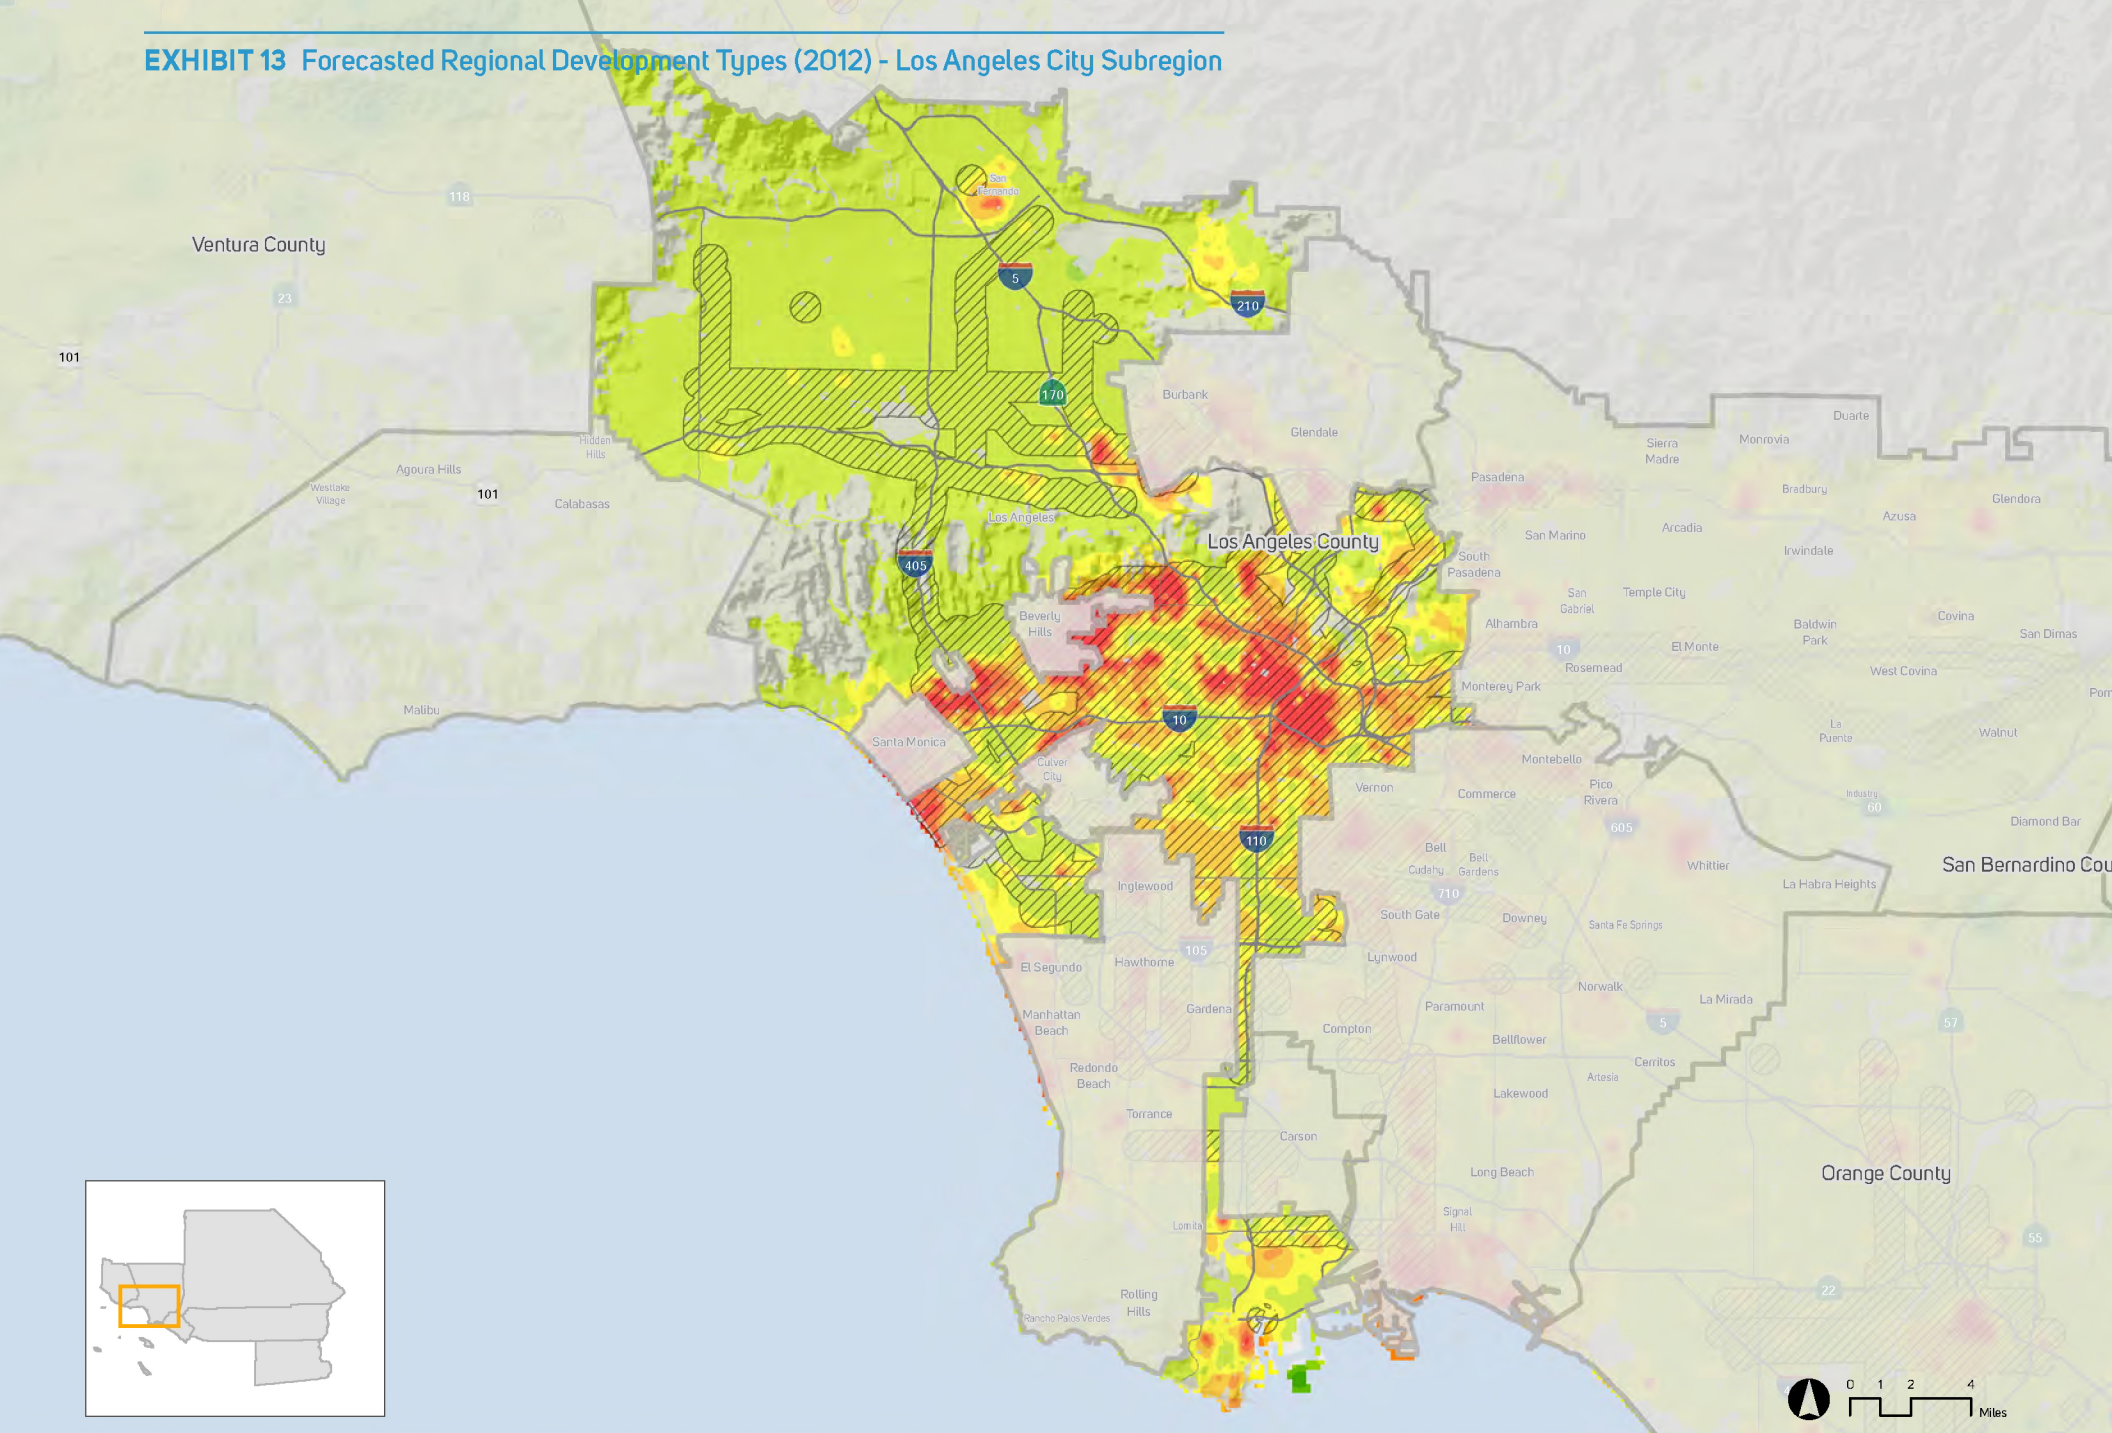 EXHIBIT 13 Forecasted Regional Development Types (2012) - Los Angeles City Subregion
118
San
Fernando
Ventura County
5
23
210
101
170
Burbank
Duarte
Glendale
Hidden
Hills
Sierra
Madre
Monrovia
Agoura Hills
Pasadena
Westlake
Village
101
Calabasas
Bradbury
Glendora
Los Angeles
Azusa
Arcadia
San Marino
Los Angeles County
Irwindale
405
South
Pasadena
San
Gabriel
Temple City
Beverly
Hills
Alhambra
Baldwin
Park
Covina
San Dimas
10
El Monte
Rosemead
West Covina
Monterey Park
Malibu
10
La
Puente
Walnut
Santa Monica
Culver
City
Montebello
Vernon
Commerce
Pico
Rivera
Industry
60
605
Diamond Bar
110
Bell
Bell
Gardens
Cudahy
Whittier
San Bernardino Cou
Inglewood
710
La Habra Heights
South Gate
Downey
Santa Fe Springs
105
Lynwood
El Segundo
Hawthorne
Norwalk
La Mirada
Paramount
Gardena
Manhattan
Beach
Compton
5
57
Bellflower
Cerritos
Redondo
Beach
Artesia
Lakewood
Torrance
Carson
Long Beach
Orange County
Signal
Hill
Lomita
55
Rolling
Hills
22
Rancho Palos Verdes
0 1 2 4
Miles